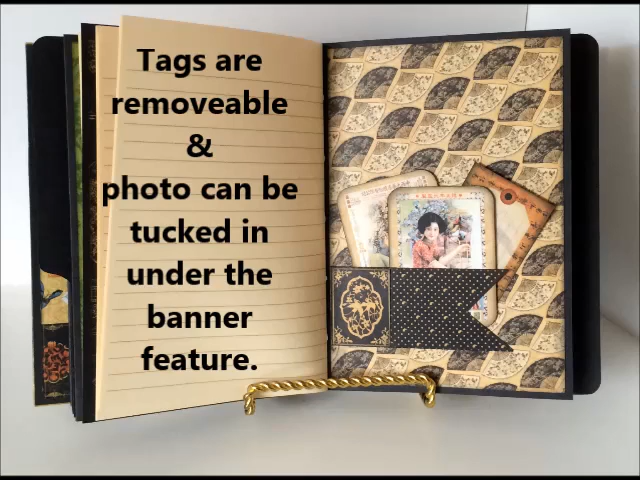 Tags are
removeable
&
photo can be
tucked in
under the
banner
feature.